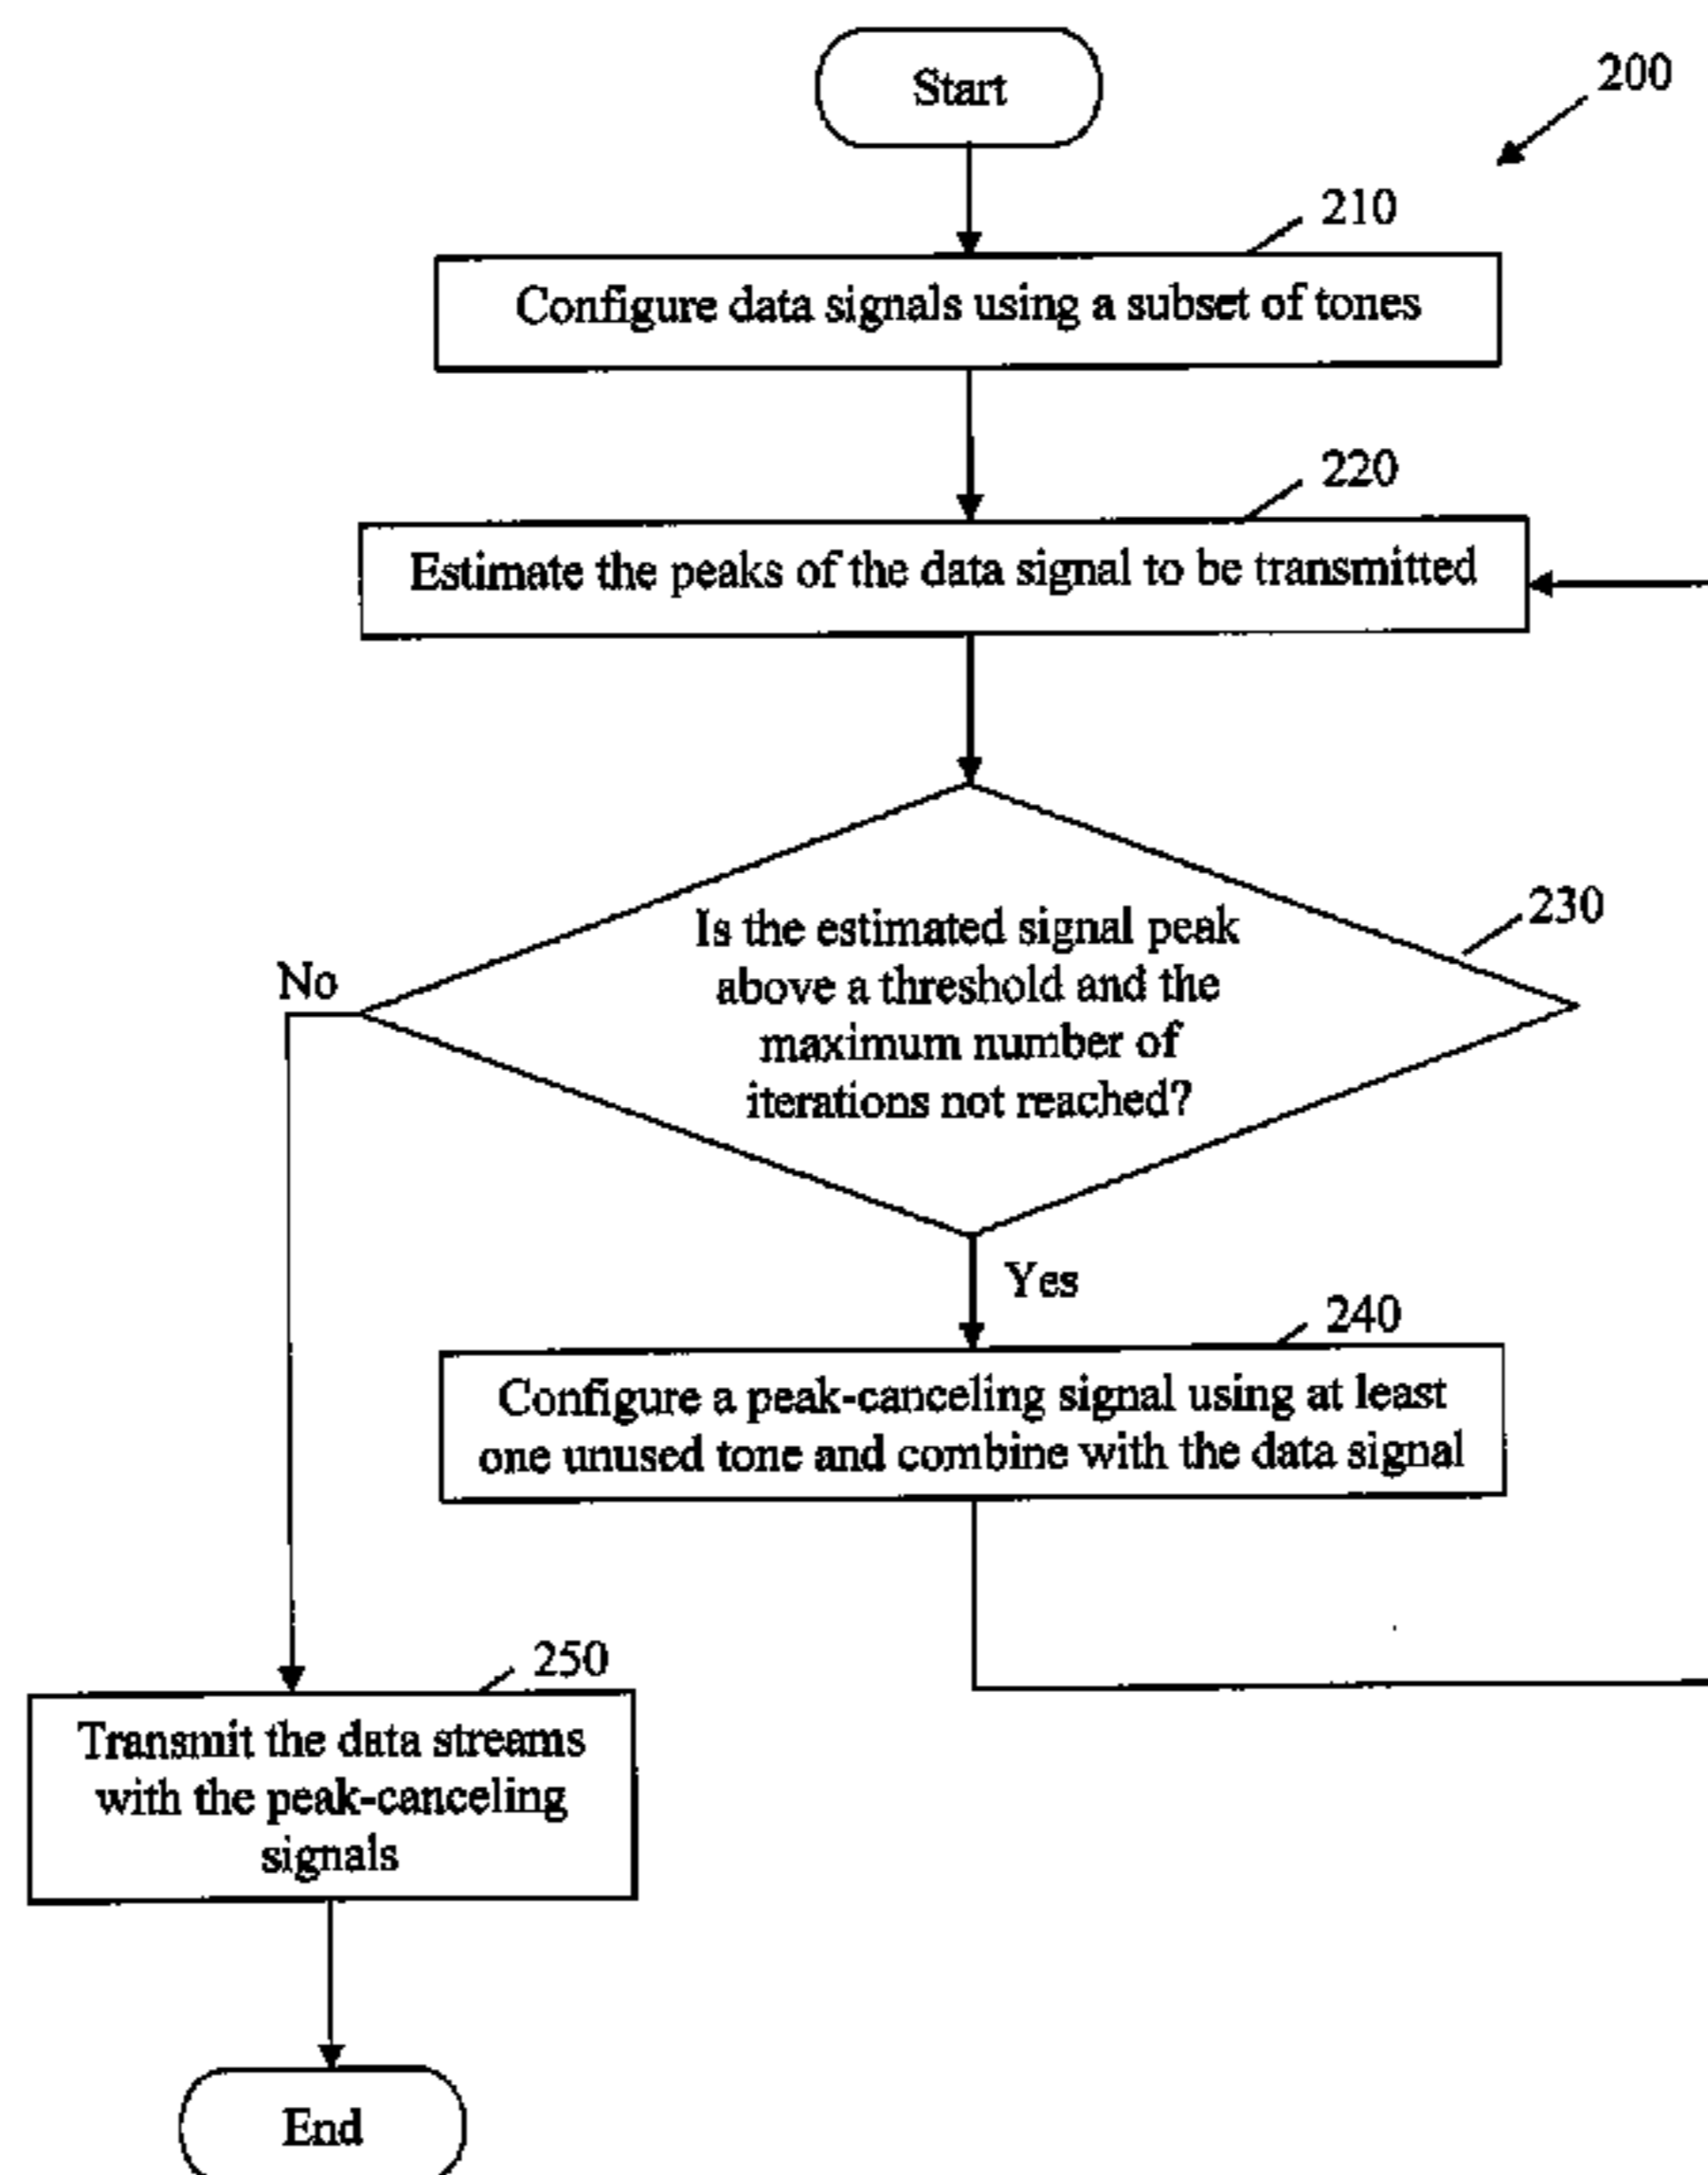 Start
200
210
Configure data signals using a subset of tones
220
Estimate the peaks of the data signal to be transmitted
230
Is the estimated signal peak
above a threshold and the
maximum number of
iterations not reached?
No
Yes
240
Configure a peak-canceling signal using at least
one unused tone and combine with the data signal
250
Transmit the data streams
with the peak-canceling
signals
End